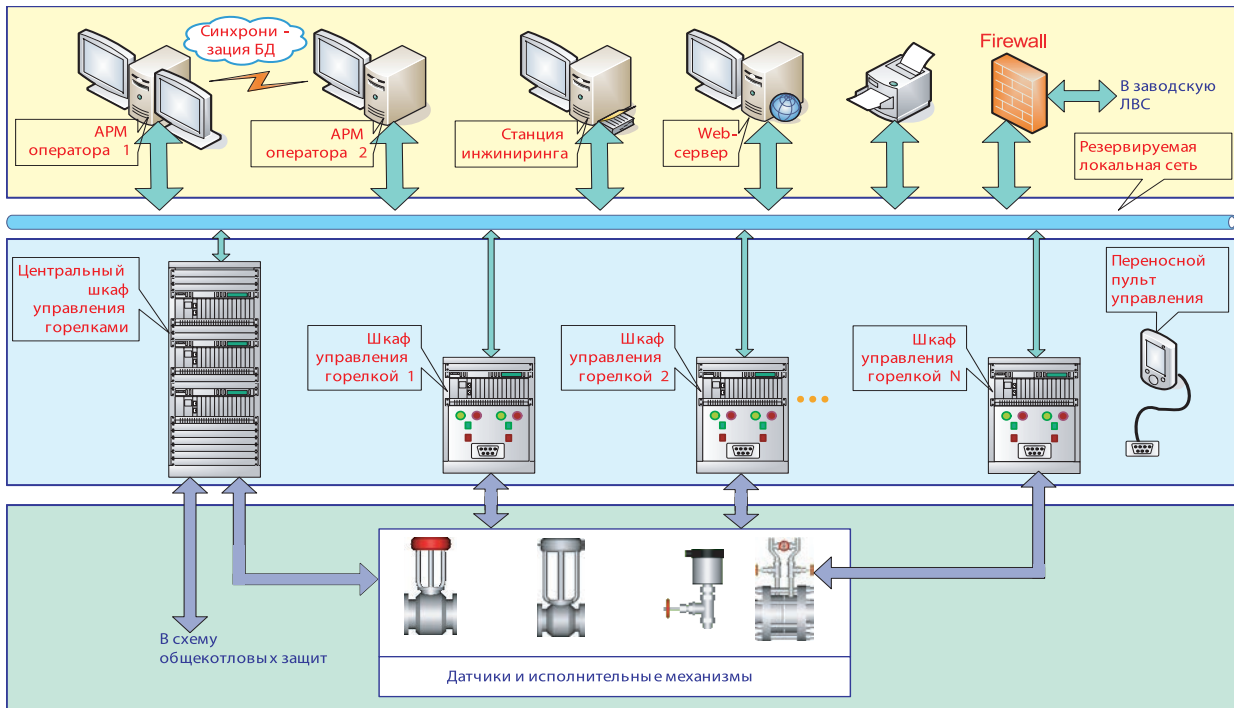 Синхрони -
зация БД
Firewall
В заводскую
ЛВС
АРМ
оператора 1
АРМ
оператора 2
Станция
инжиниринга
Web-
сервер
Резервируемая
локальная сеть
Центральный
шкаф
управления
горелками
Шкаф
управления
горелкой 1
Шкаф
управления
горелкой 2
Шкаф
управления
горелкой N
Переносной
пульт
управления
В схему
общекотловых защит
Датчики и исполнительные механизмы